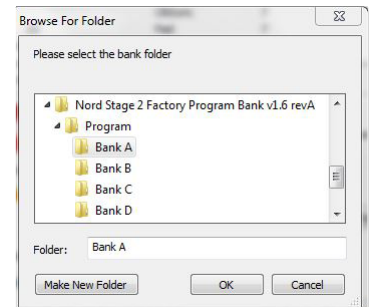 Browse For Folder
Please select the bank folder
Nord Stage 2 Factory Program Bank v1.6 revA
Program
Bank A
Bank B
Bank C
Bank D
Folder: Bank A
Make New Folder OK Cancel